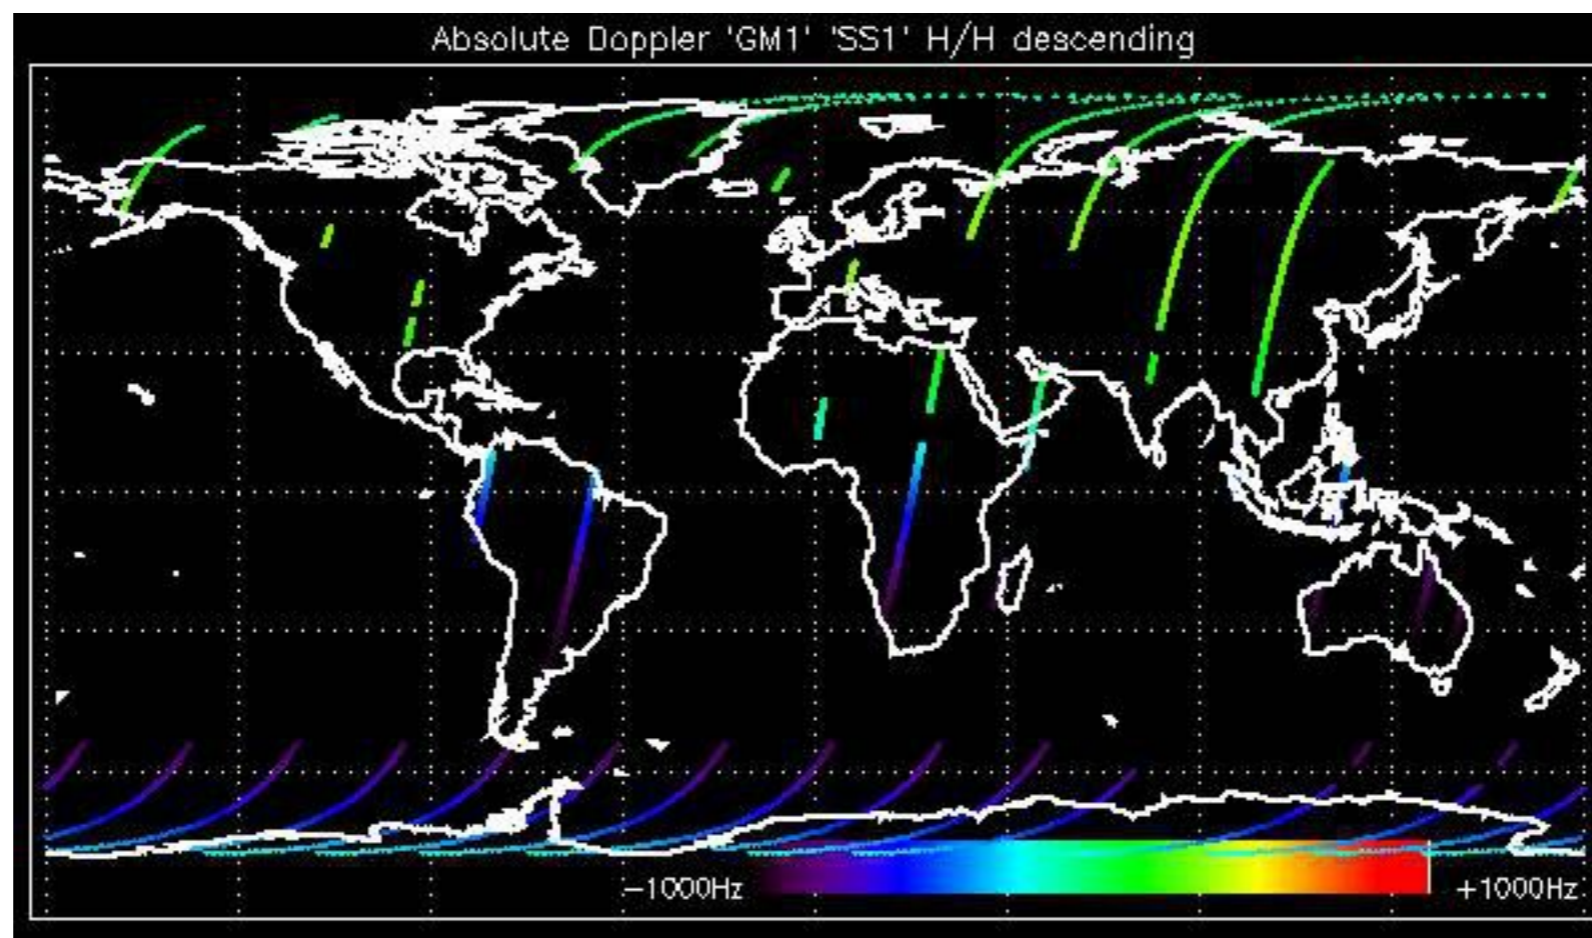 Absolute Doppler 'GM1' 'SS1' H/H descending
−1000Hz
+1000Hz